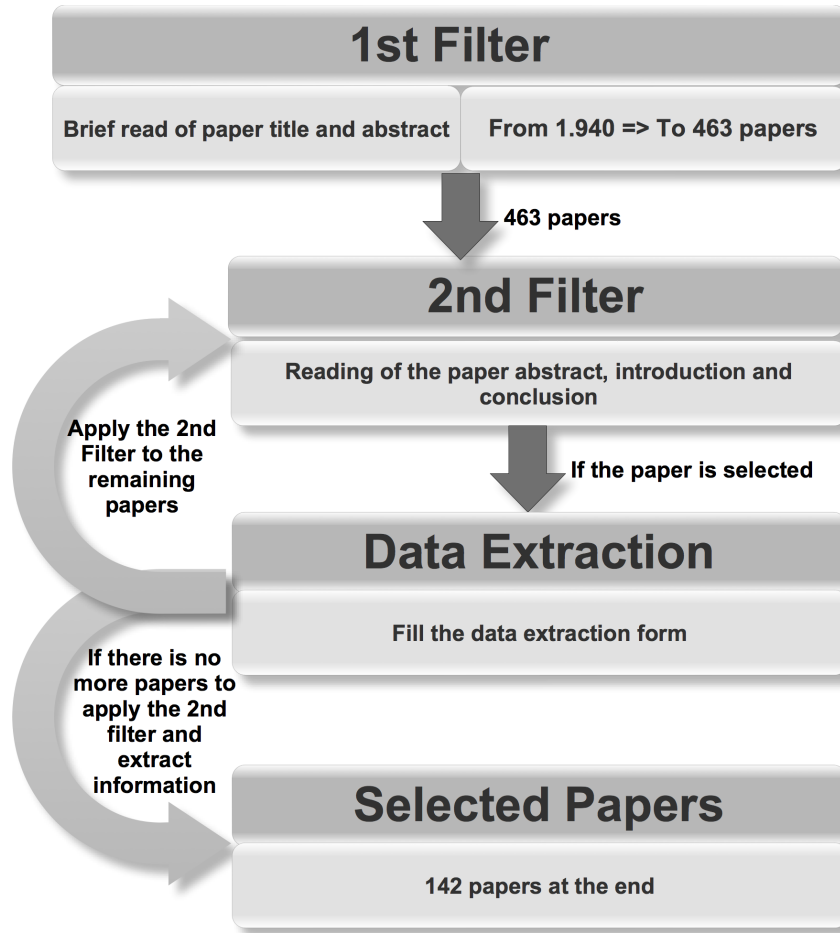 1st Filter
Brief read of paper title and abstract
From 1.940 => To 463 papers
463 papers
2nd Filter
Reading of the paper abstract, introduction and
conclusion
Apply the 2nd
Filter to the
remaining
papers
If the paper is selected
Data Extraction
Fill the data extraction form
If there is no
more papers to
apply the 2nd
filter and
extract
information
Selected Papers
142 papers at the end